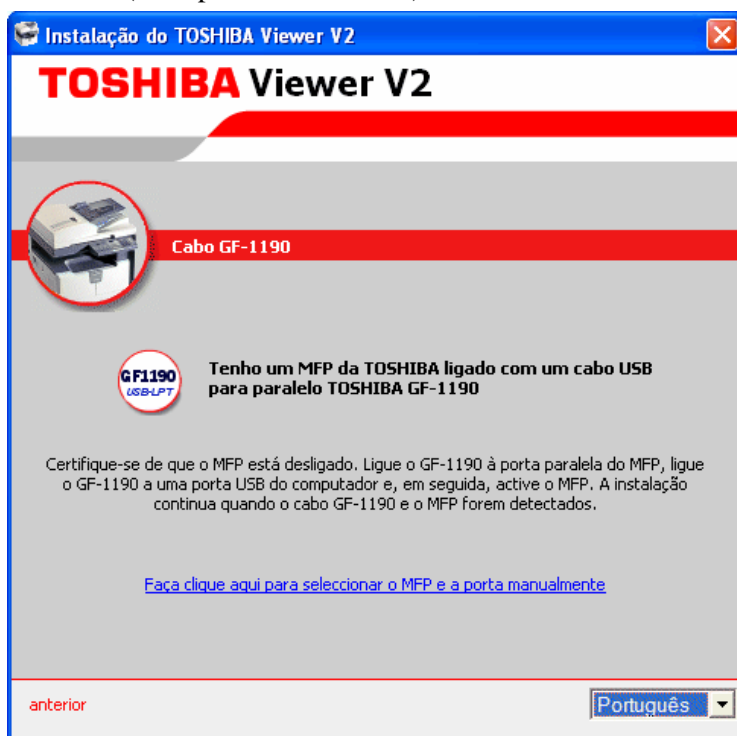 Instalação do TOSHIBA Viewer V2
TOSHIBA Viewer V2
Cabo GF-1190
GF1190
USB-LPT
Tenho um MFP da TOSHIBA ligado com um cabo USB
para paralelo TOSHIBA GF-1190
Certifique-se de que o MFP está desligado. Ligue o GF-1190 à porta paralela do MFP, ligue
o GF-1190 a uma porta USB do computador e, em seguida, active o MFP. A instalação
continua quando o cabo GF-1190 e o MFP forem detectados.
Faça clique aqui para seleccionar o MFP e a porta manualmente
anterior
Português